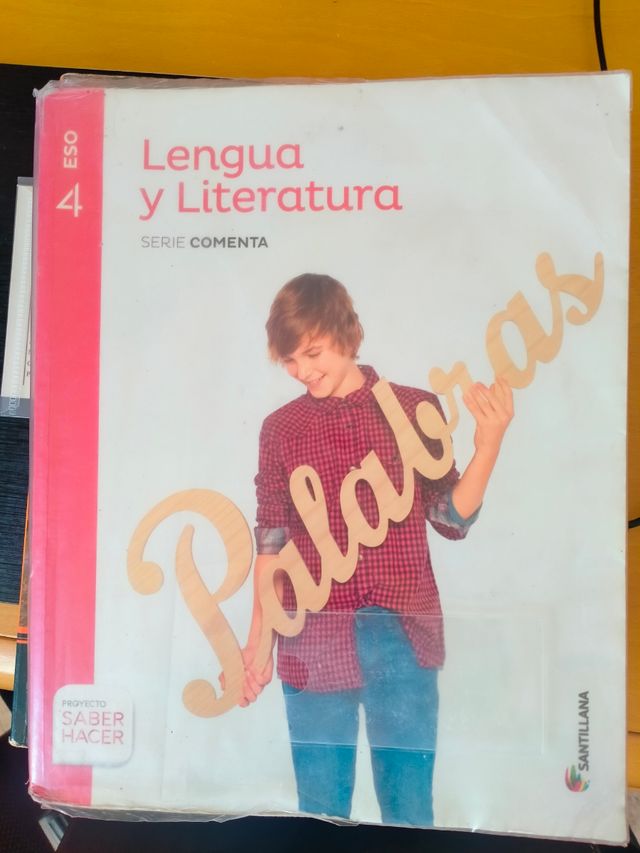 ESO
4
Lengua
y Literatura
SERIE COMENTA
Palabras
PROYECTO
SABER
HACER
SANTILLANA